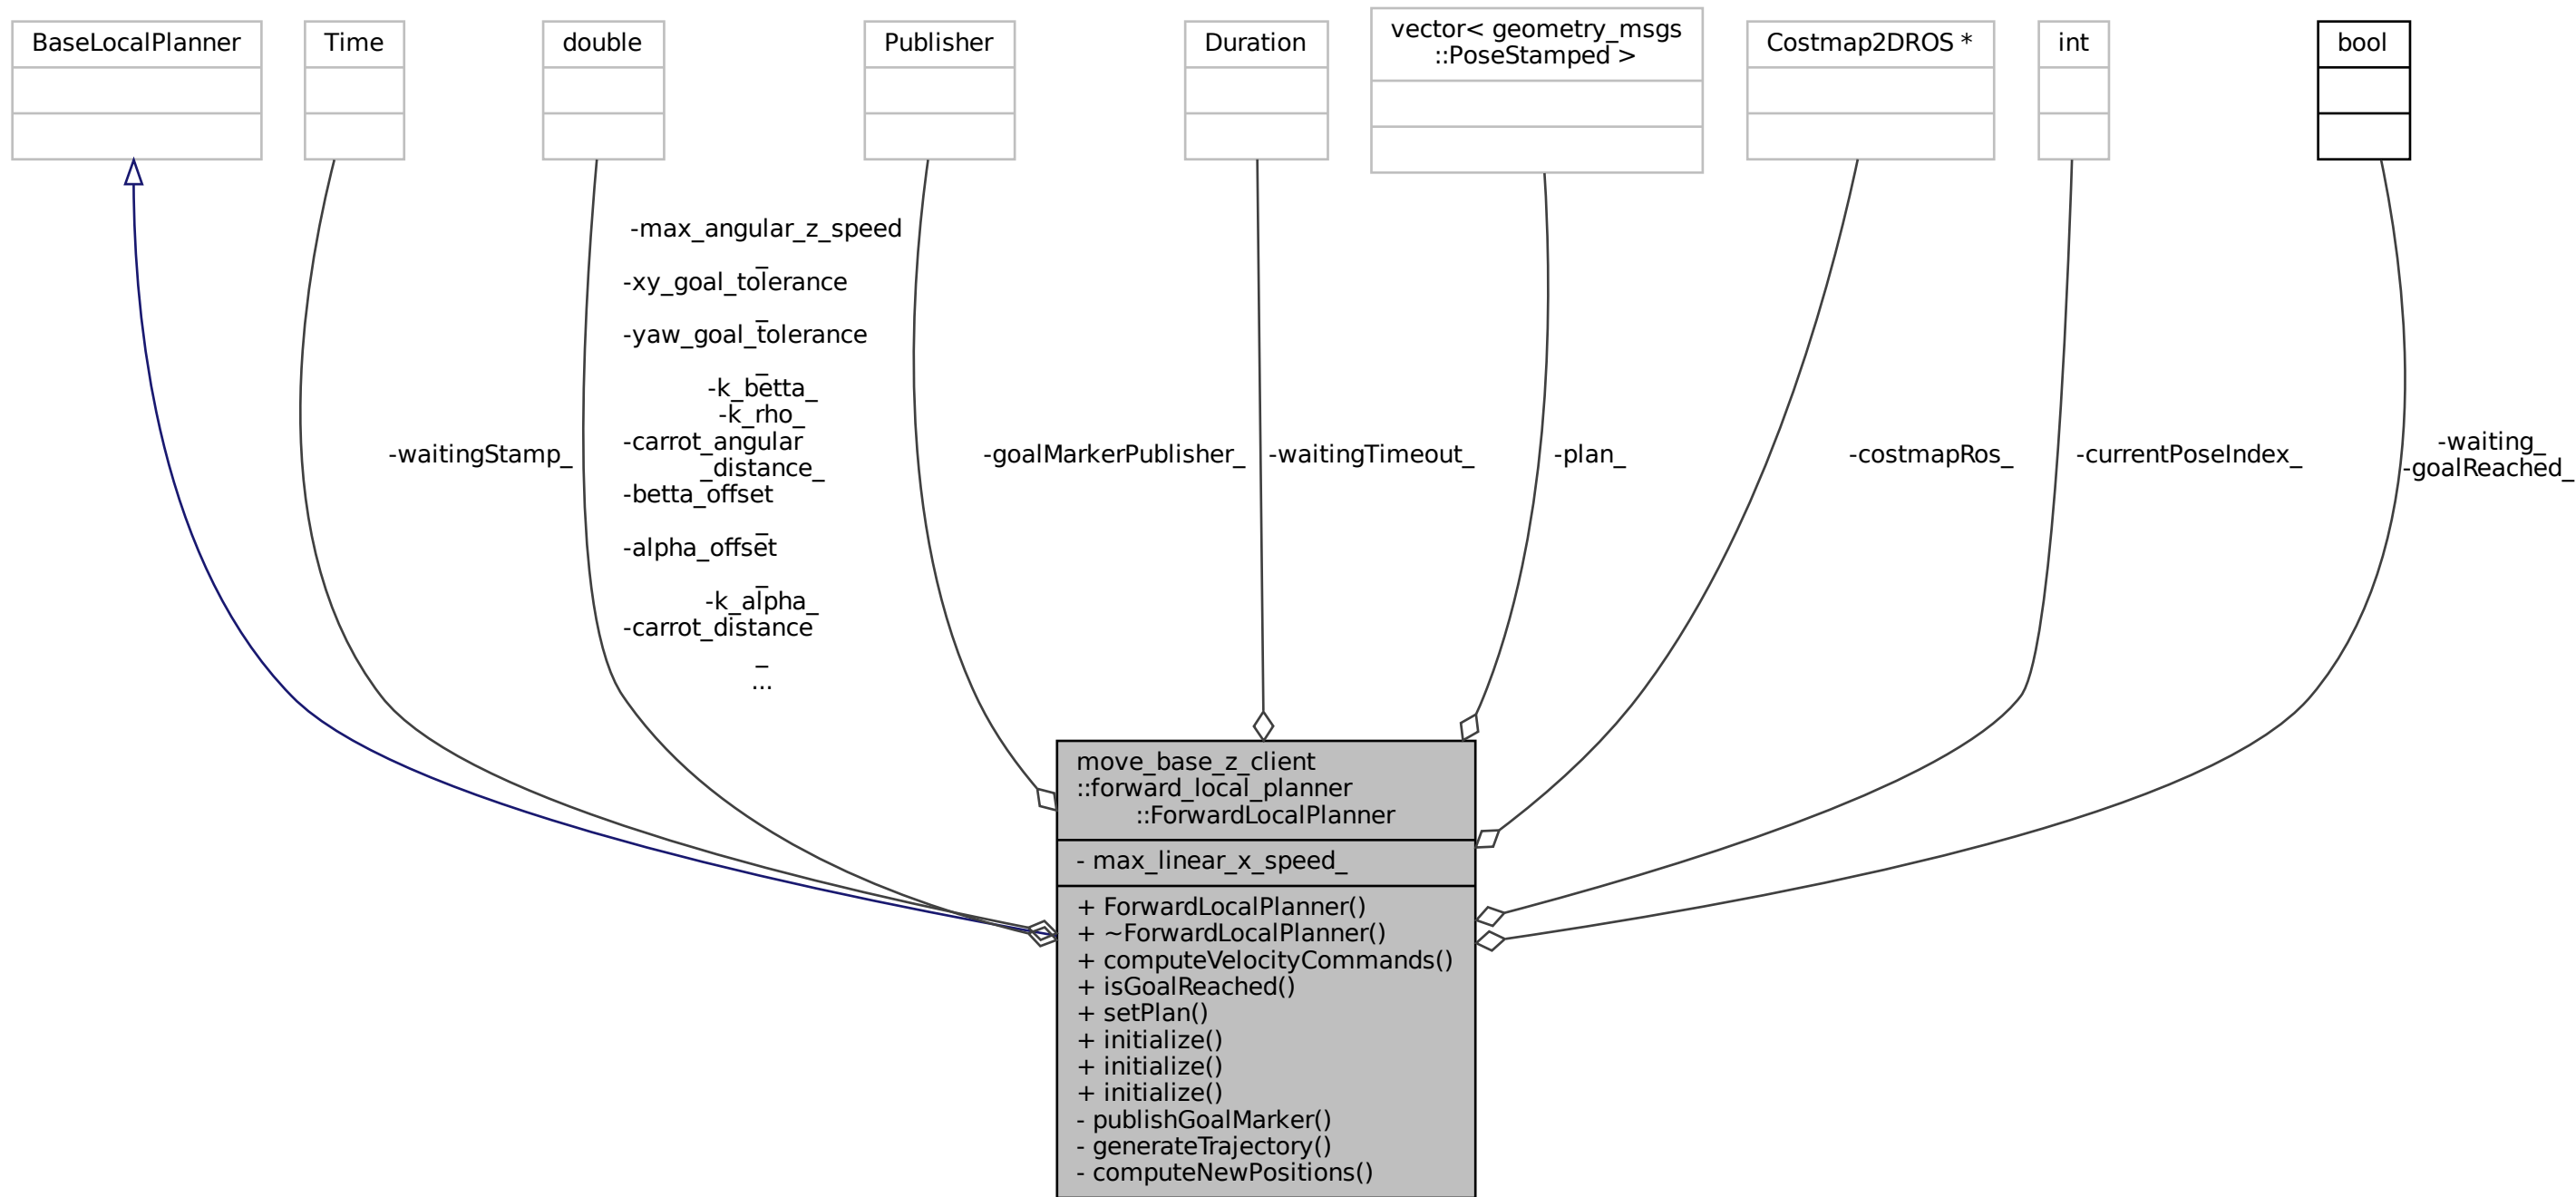 BaseLocalPlanner
Time
double
Publisher
Duration
vector< geometry_msgs
::PoseStamped >
Costmap2DROS *
int
bool
-max_angular_z_speed
_
-xy_goal_tolerance
_
-yaw_goal_tolerance
_
-k_betta_
-k_rho_
-carrot_angular
_distance_
-betta_offset
_
-alpha_offset
_
-k_alpha_
-carrot_distance
_
...
-waitingStamp_
-goalMarkerPublisher_
-waitingTimeout_
-plan_
-costmapRos_
-currentPoseIndex_
-waiting_
-goalReached_
move_base_z_client
::forward_local_planner
::ForwardLocalPlanner
- max_linear_x_speed_
+ ForwardLocalPlanner()
+ ~ForwardLocalPlanner()
+ computeVelocityCommands()
+ isGoalReached()
+ setPlan()
+ initialize()
+ initialize()
+ initialize()
- publishGoalMarker()
- generateTrajectory()
- computeNewPositions()